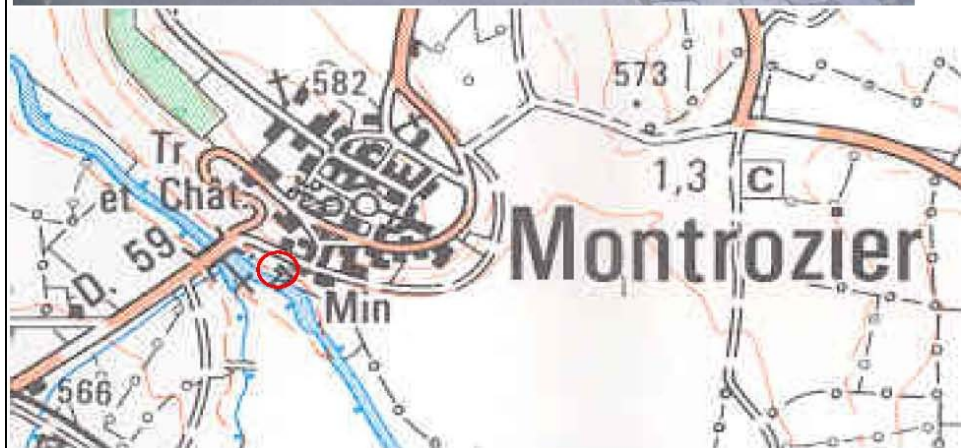 582
573
Tr
et Chât.
1,3
C
Montrozier
D. 59
Min
566